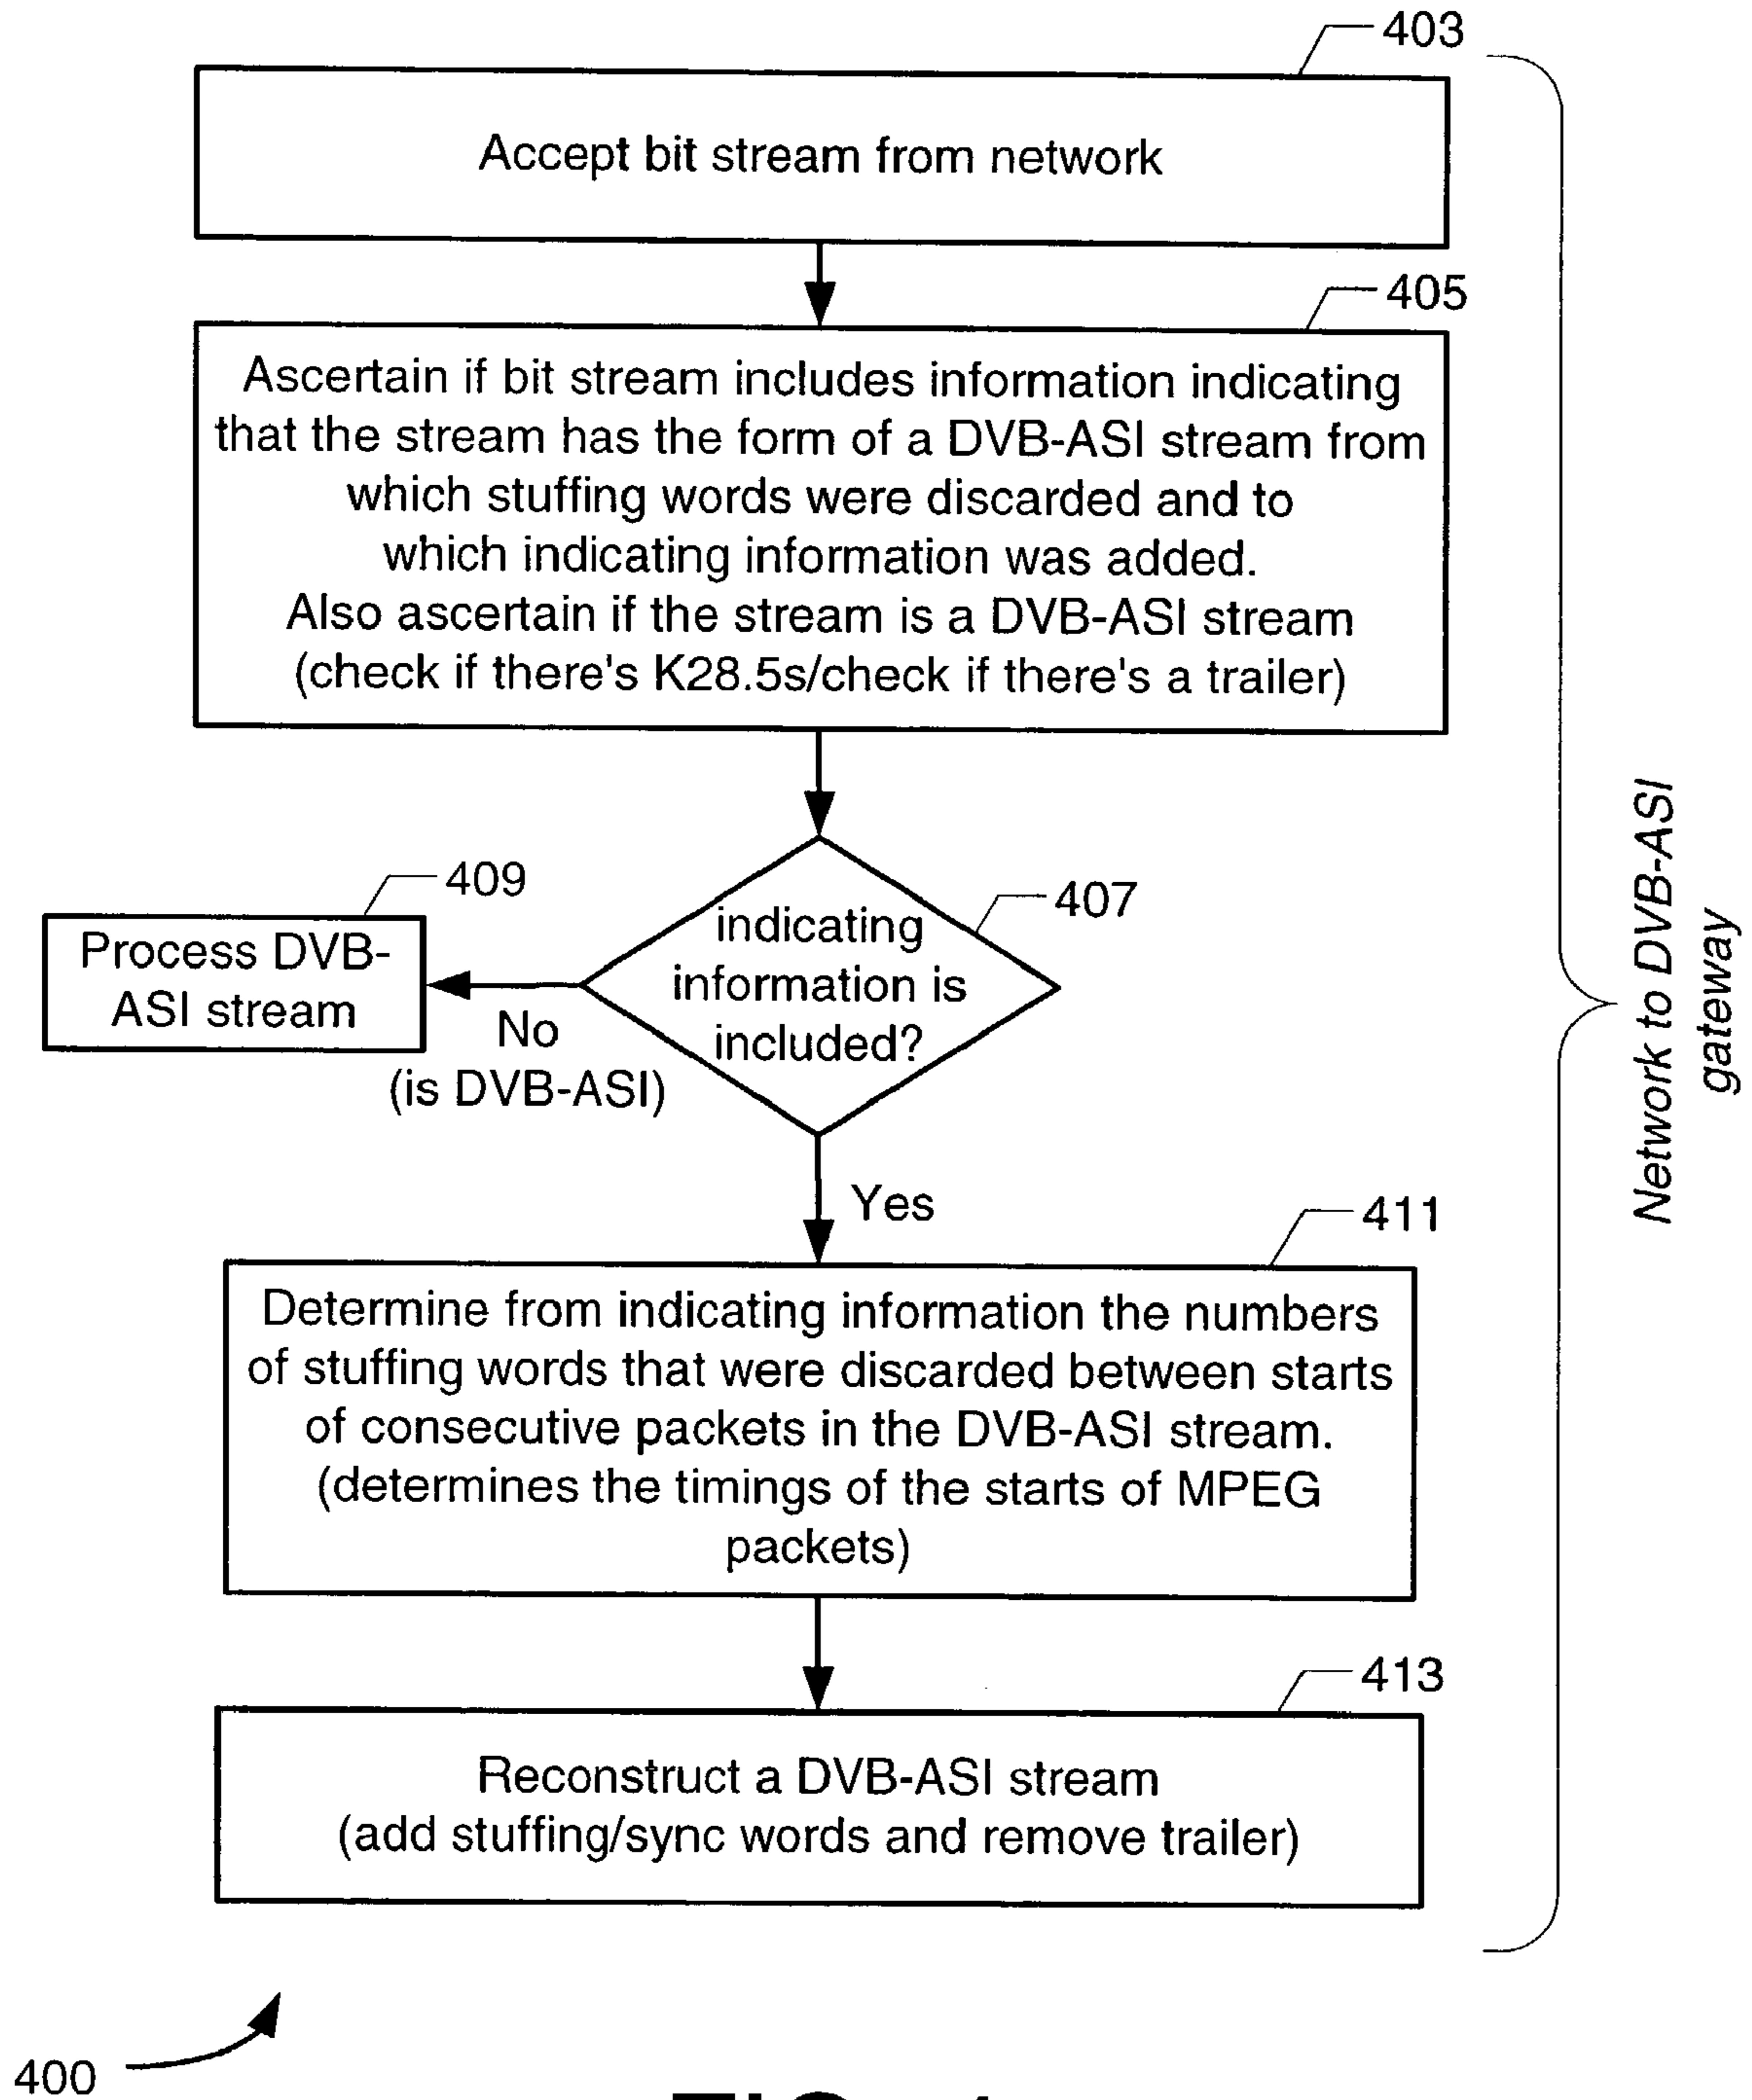 403
Accept bit stream from network
405
Ascertain if bit stream includes information indicating
that the stream has the form of a DVB-ASI stream from
which stuffing words were discarded and to
which indicating information was added.
Also ascertain if the stream is a DVB-ASI stream
(check if there's K28.5s/check if there's a trailer)
409
Process DVB-
ASI stream
407
indicating
information is
included?
No
(is DVB-ASI)
Yes
411
Determine from indicating information the numbers
of stuffing words that were discarded between starts
of consecutive packets in the DVB-ASI stream.
(determines the timings of the starts of MPEG
packets)
413
Reconstruct a DVB-ASI stream
(add stuffing/sync words and remove trailer)
Network to DVB-ASI
gateway
400